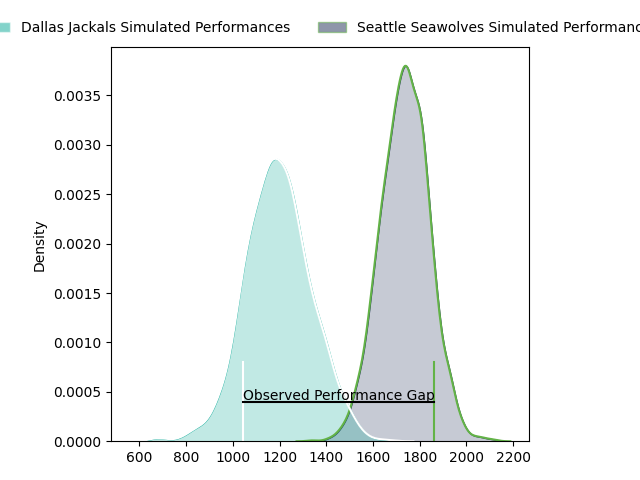 Dallas Jackals Simulated Performances
Seattle Seawolves Simulated Performanc
0.0035
0.0030
0.0025
0.0020
0.0015
0.0010
0.0005
0.0000
Density
Observed Performance Gap
600 800 1000 1200 1400 1600 1800 2000 2200